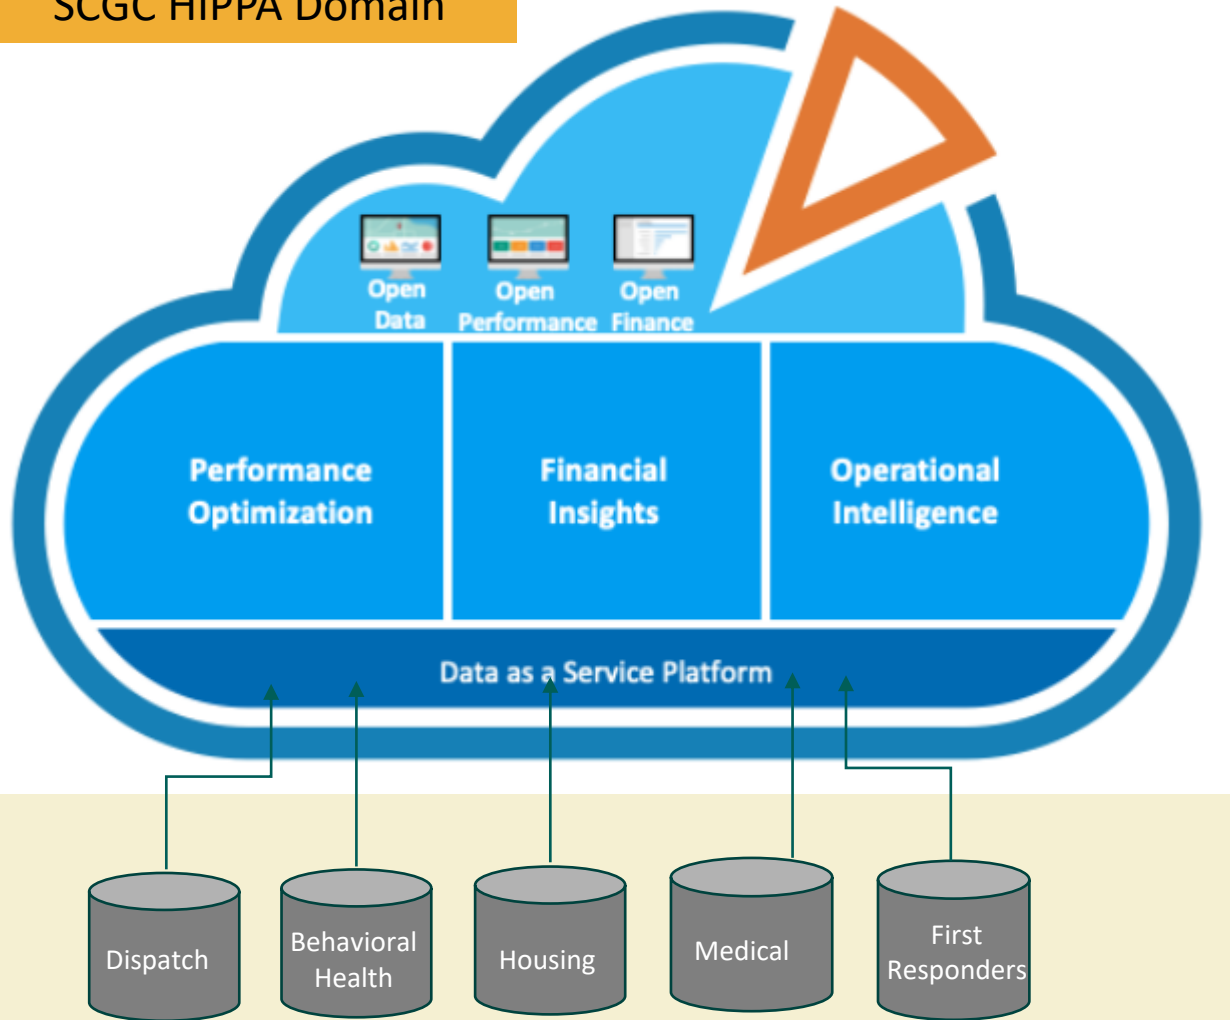 SCGC HIPPA Domain
Open
Data
Open
Performance
Open
Finance
Performance
Optimization
Financial
Insights
Operational
Intelligence
Data as a Service Platform
Dispatch
Behavioral
Health
Housing
Medical
First
Responders